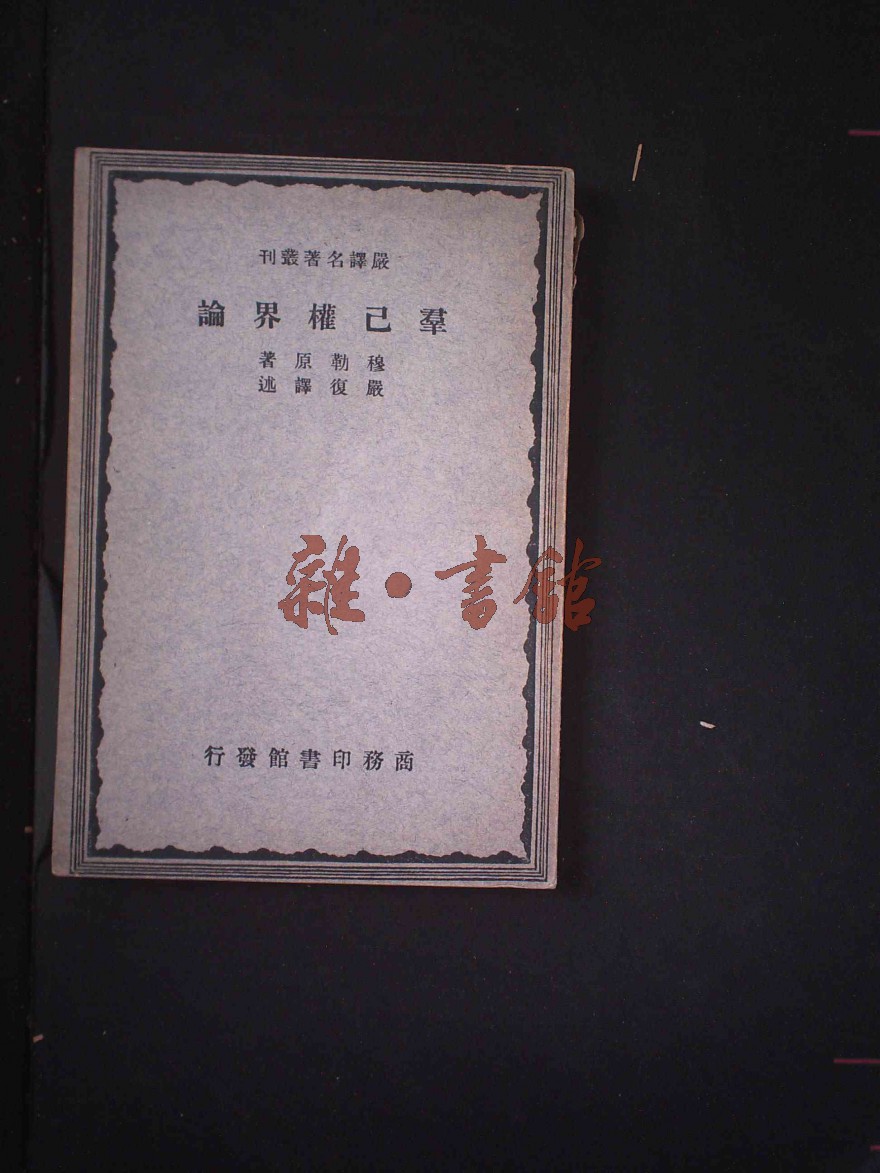 嚴譯名著叢刊
羣己權界論
穆勒原著
嚴復譯述
雜·書館
商務印書館發行